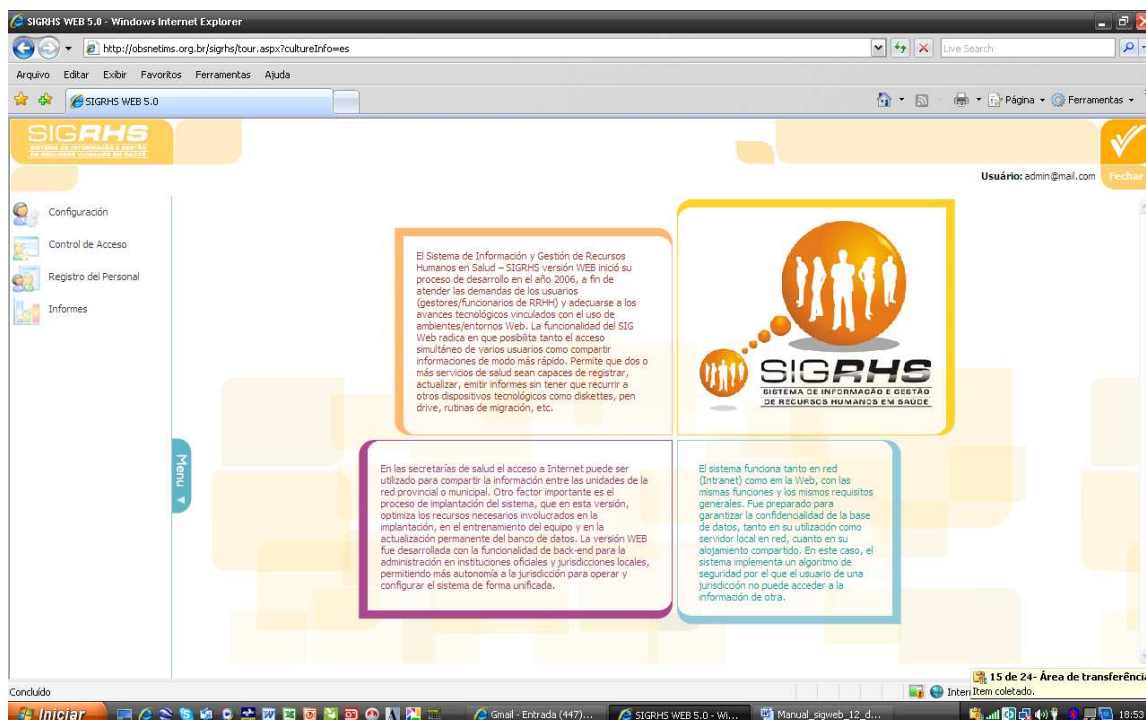 SIGRHS WEB 5.0 - Windows Internet Explorer
http://obsnetims.org.br/sigrhs/tour.aspx?cultureInfo=es
Live Search
Arquivo Editar Exibir Favoritos Ferramentas Ajuda
SIGRHS WEB 5.0
Página
Ferramentas
SIGRHS
SISTEMA DE INFORMAÇÃO E GESTÃO
DE RECURSOS HUMANOS EM SAÚDE
Usuário: admin@mail.com
Fechar
Configuración
Control de Acceso
Registro del Personal
Informes
Menu
El Sistema de Información y Gestión de Recursos
Humanos en Salud – SIGRHS versión WEB inició su
proceso de desarrollo en el año 2006, a fin de
atender las demandas de los usuarios
(gestores/funcionarios de RRHH) y adecuarse a los
avances tecnológicos vinculados con el uso de
ambientes/entornos Web. La funcionalidad del SIG
Web radica en que posibilita tanto el acceso
simultáneo de varios usuarios como compartir
informaciones de modo más rápido. Permite que dos o
más servicios de salud sean capaces de registrar,
actualizar, emitir informes sin tener que recurrir a
otros dispositivos tecnológicos como diskettes, pen
drive, rutinas de migración, etc.
SIGRHS
SISTEMA DE INFORMAÇÃO E GESTÃO
DE RECURSOS HUMANOS EM SAÚDE
En las secretarías de salud el acceso a Internet puede ser
utilizado para compartir la información entre las unidades de la
red provincial o municipal. Otro factor importante es el
proceso de implantación del sistema, que en esta versión,
optimiza los recursos necesarios involucrados en la
implantación, en el entrenamiento del equipo y en la
actualización permanente del banco de datos. La versión WEB
fue desarrollada con la funcionalidad de back-end para la
administración en instituciones oficiales y jurisdicciones locales,
permitiendo más autonomía a la jurisdicción para operar y
configurar el sistema de forma unificada.
El sistema funciona tanto en red
(Intranet) como em la Web, con las
mismas funciones y los mismos requisitos
generales. Fue preparado para
garantizar la confidencialidad de la base
de datos, tanto en su utilización como
servidor local en red, cuanto en su
alojamiento compartido. En este caso, el
sistema implementa un algoritmo de
seguridad por el que el usuario de una
jurisdicción no puede acceder a la
información de otra.
Concluído
Inter
15 de 24- Área de transferência
Item coletado.
Iniciar
Gmail - Entrada (447)...
SIGRHS WEB 5.0 - Wi...
Manual_sigweb_12_d...